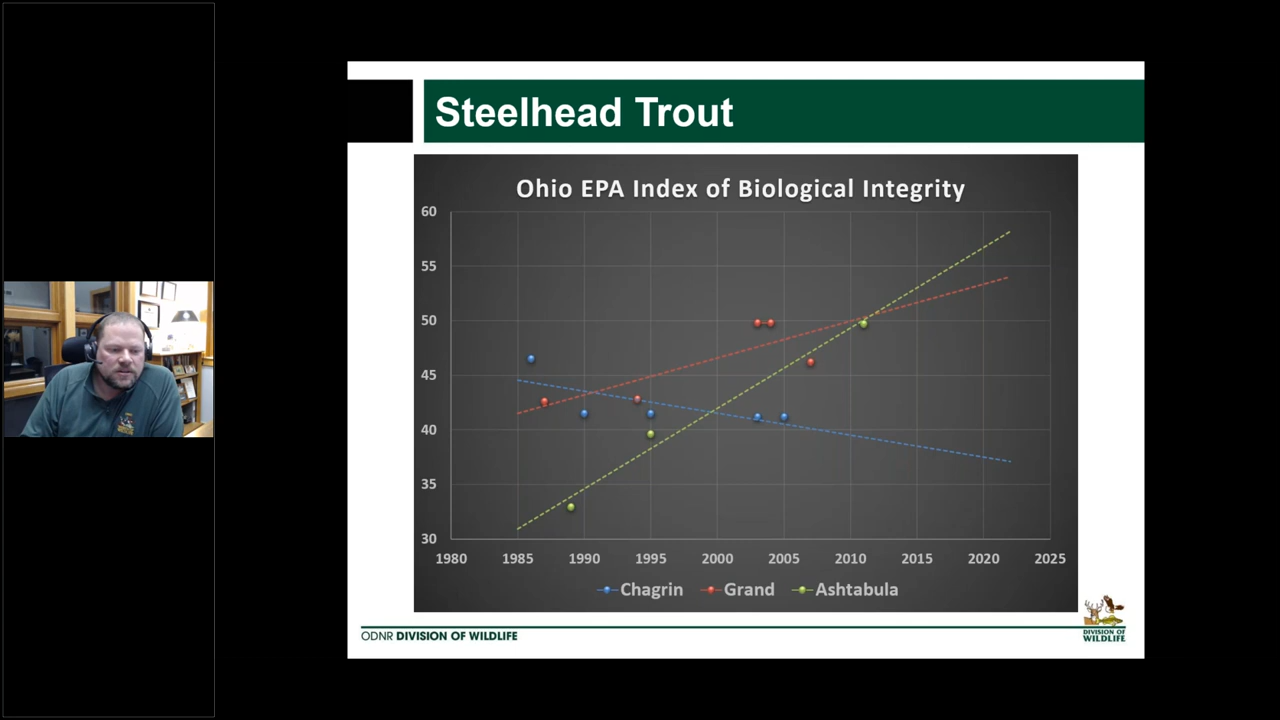 Steelhead Trout
Ohio EPA Index of Biological Integrity
60
55
50
45
40
35
30
1980 1985 1990 1995 2000 2005 2010 2015 2020 2025
Chagrin Grand Ashtabula
ODNR DIVISION OF WILDLIFE
DIVISION OF
WILDLIFE